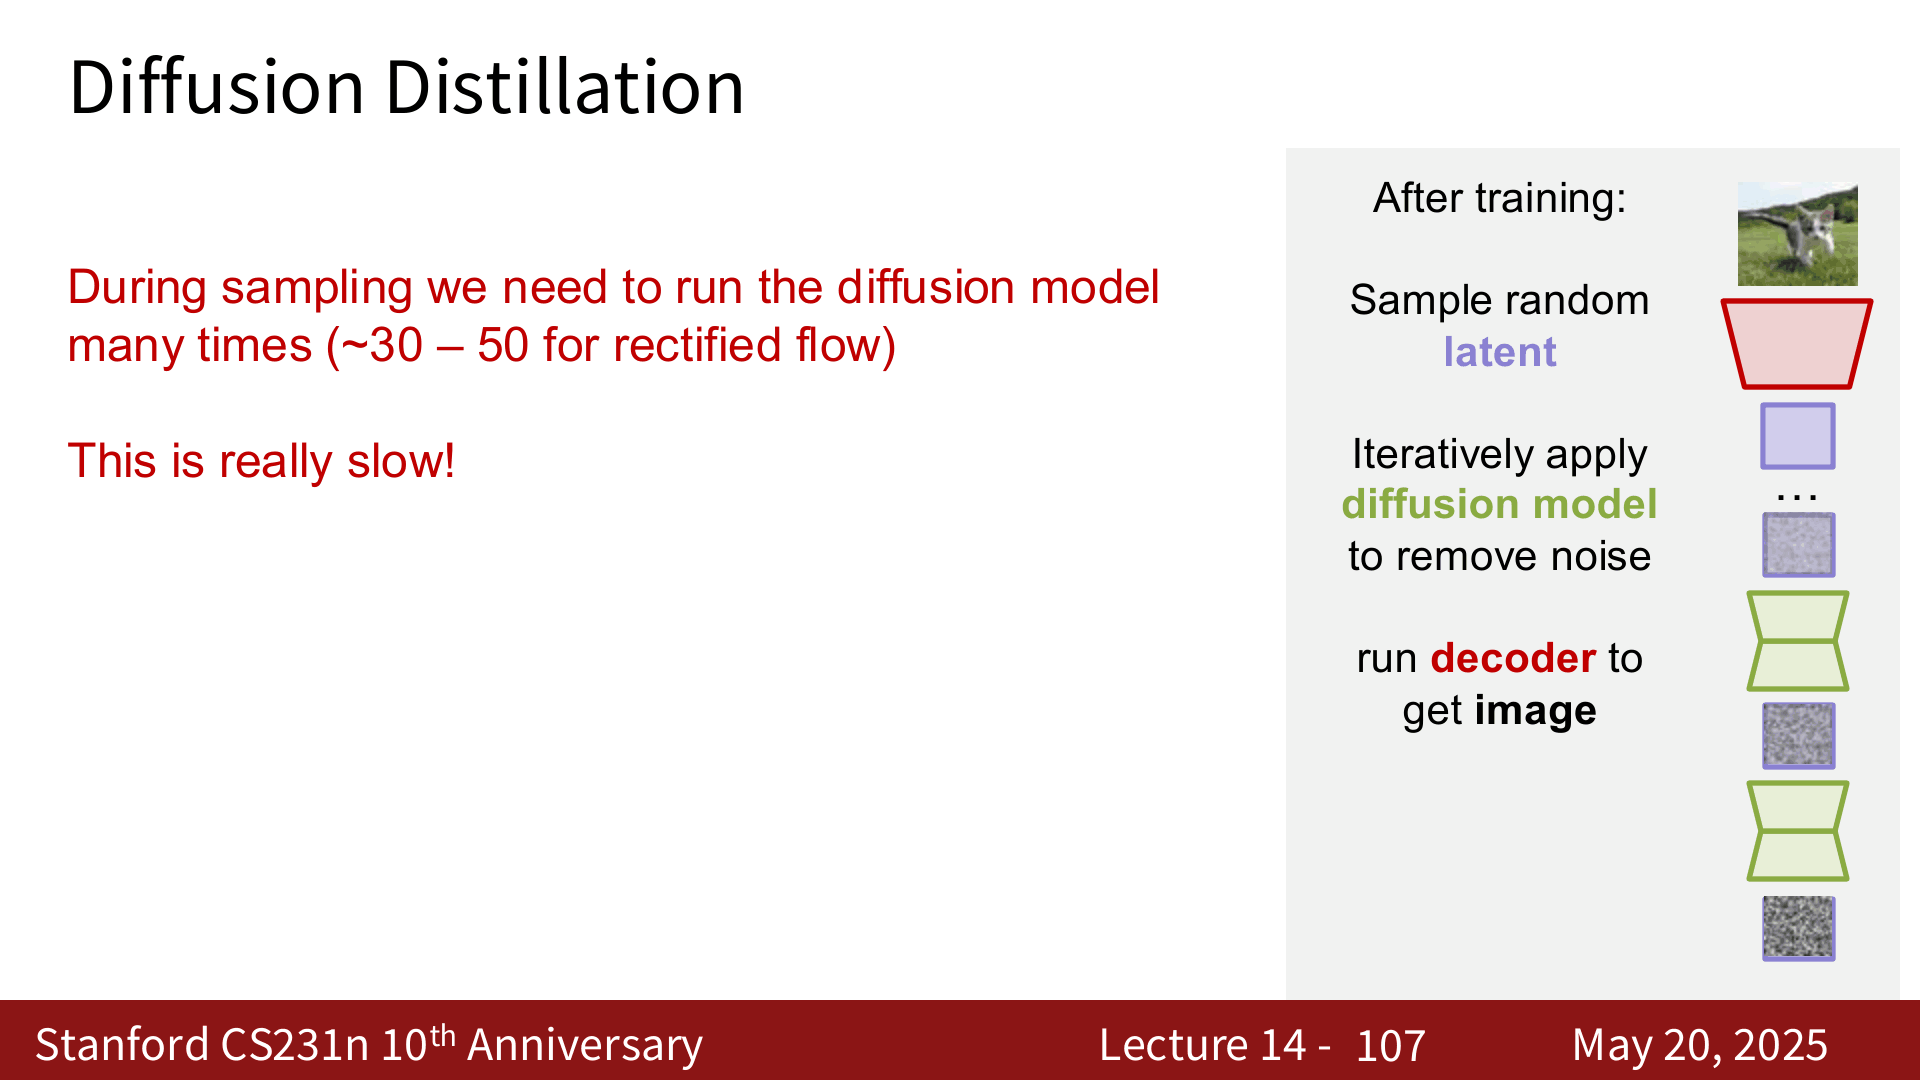 Diffusion Distillation
During sampling we need to run the diffusion model
many times (~30 – 50 for rectified flow)
This is really slow!
After training:
Sample random
latent
Iteratively apply
diffusion model
to remove noise
run decoder to
get image
…
Stanford CS231n 10th Anniversary
Lecture 14 - 107
May 20, 2025